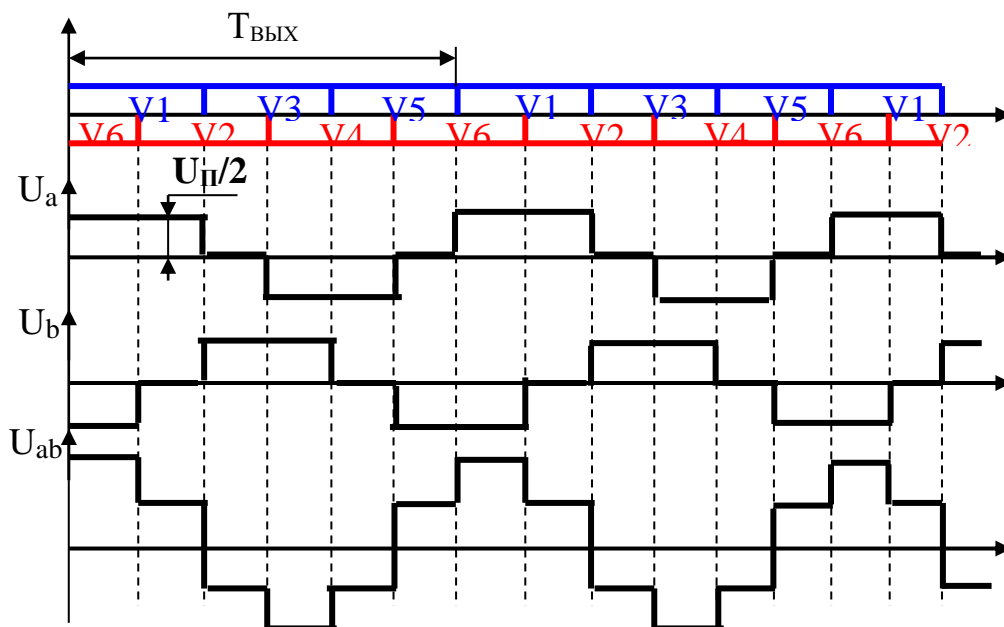 TВЫХ
V1 V3 V5 V1 V3 V5 V1
V6 V2 V4 V6 V2 V4 V6 V2
Ua
UП/2
Ub
Uab